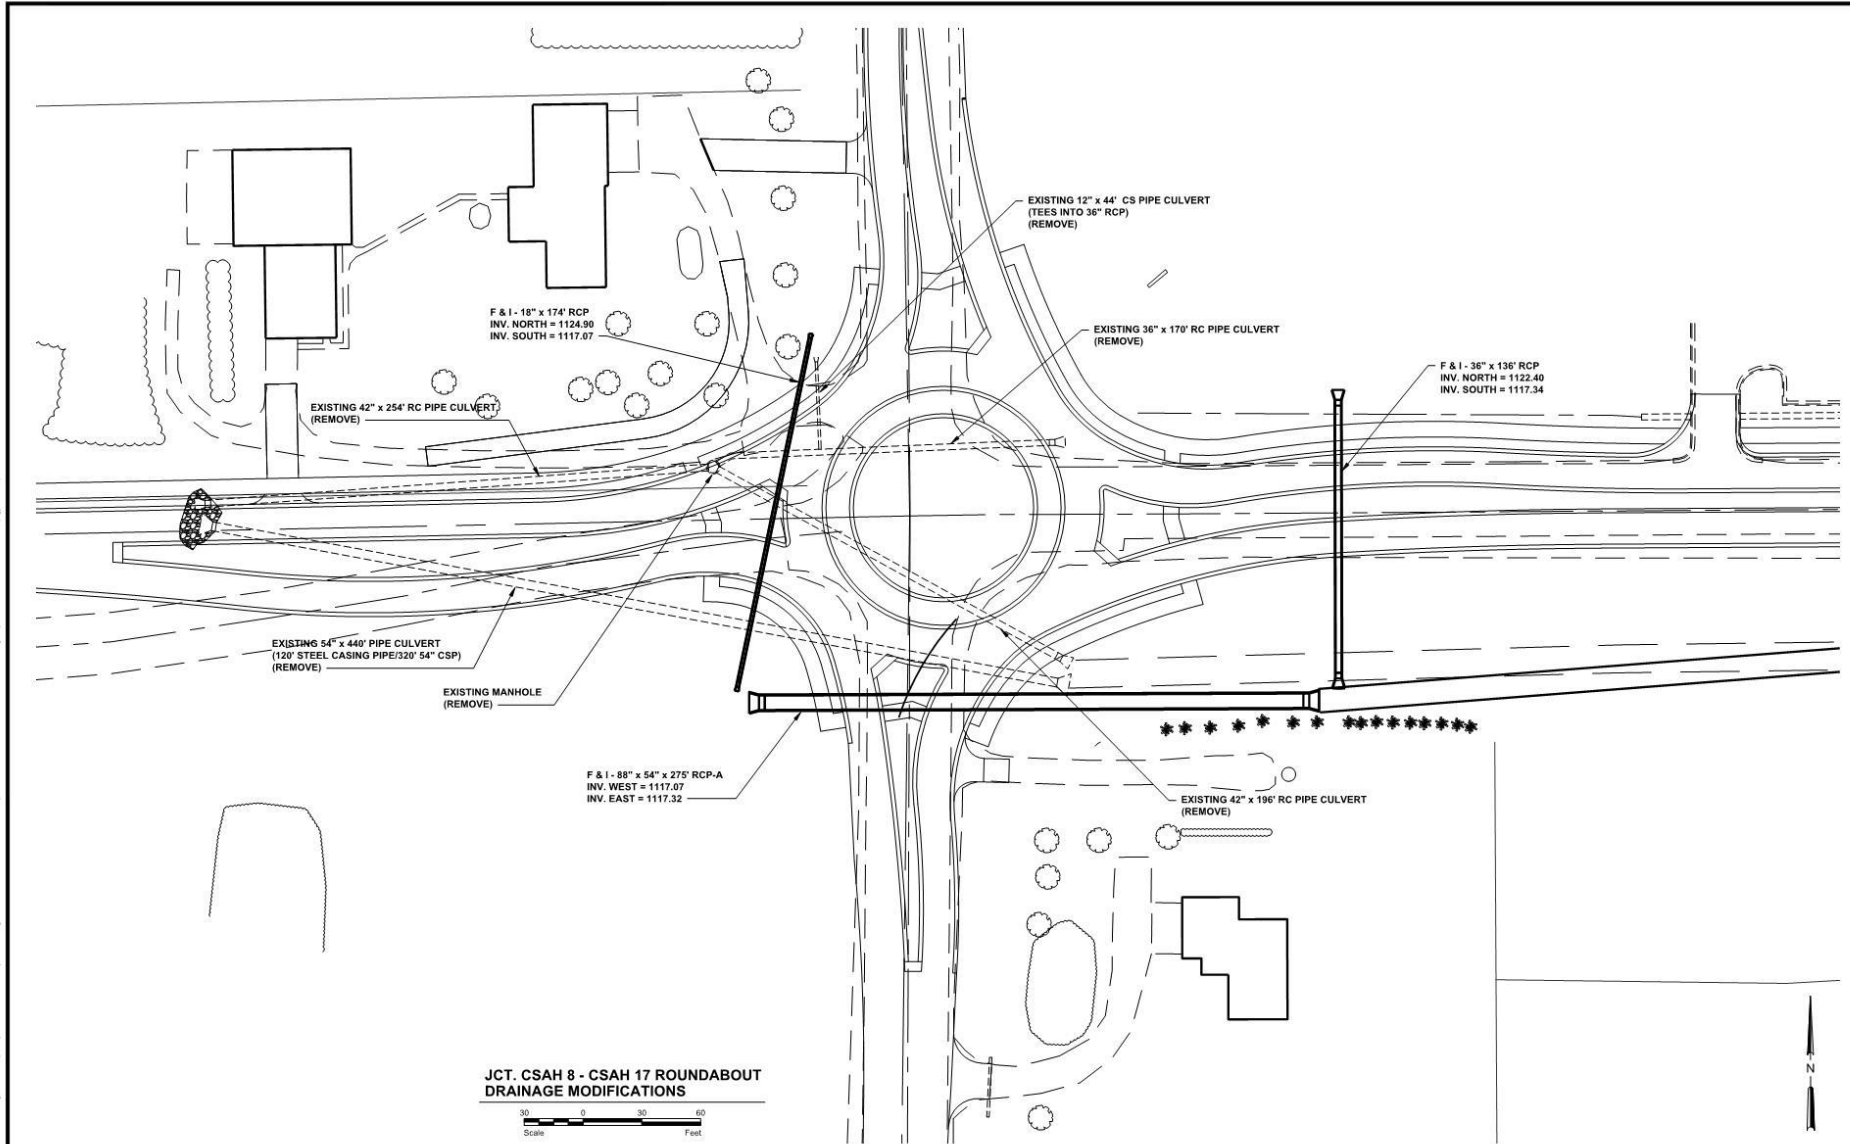 EXISTING 12" x 44' CS PIPE CULVERT
(TEES INTO 36" RCP)
(REMOVE)
F & I - 18" x 174' RCP
INV. NORTH = 1124.90
INV. SOUTH = 1117.07
EXISTING 36" x 170' RC PIPE CULVERT
(REMOVE)
F & I - 36" x 136' RCP
INV. NORTH = 1122.40
INV. SOUTH = 1117.34
EXISTING 42" x 254' RC PIPE CULVERT
(REMOVE)
EXISTING 54" x 440' PIPE CULVERT
(120' STEEL CASING PIPE/320' 54" CSP)
(REMOVE)
EXISTING MANHOLE
(REMOVE)
F & I - 88" x 54" x 275' RCP-A
INV. WEST = 1117.07
INV. EAST = 1117.32
EXISTING 42" x 196' RC PIPE CULVERT
(REMOVE)
JCT. CSAH 8 - CSAH 17 ROUNDABOUT
DRAINAGE MODIFICATIONS
30 0 30 60
Scale Feet
N